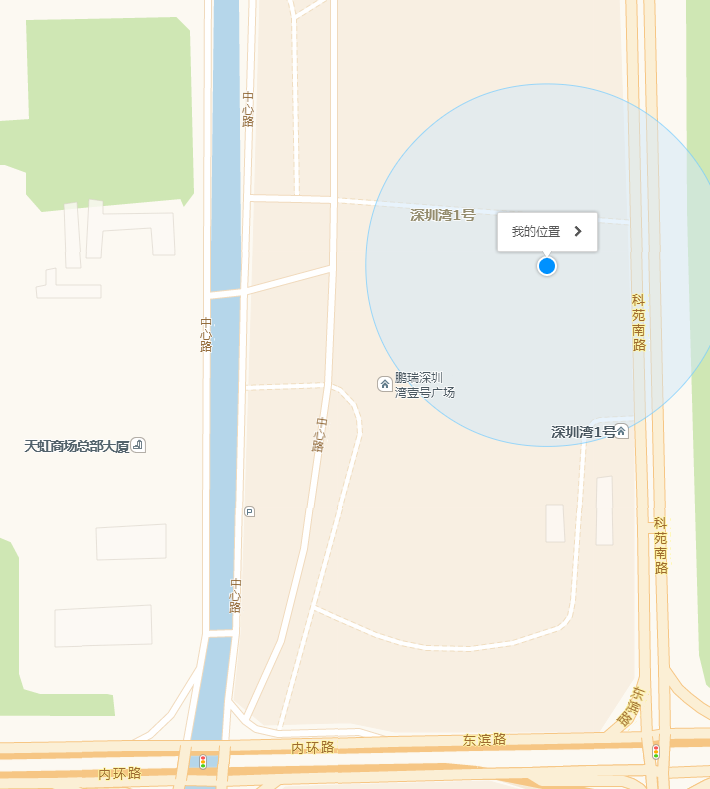 中心路
深圳湾1号
我的位置
科苑南路
中心路
鹏瑞深圳
湾壹号广场
中心路
深圳湾1号
天虹商场总部大厦
P
科苑南路
中心路
东滨路
东滨路
内环路
内环路